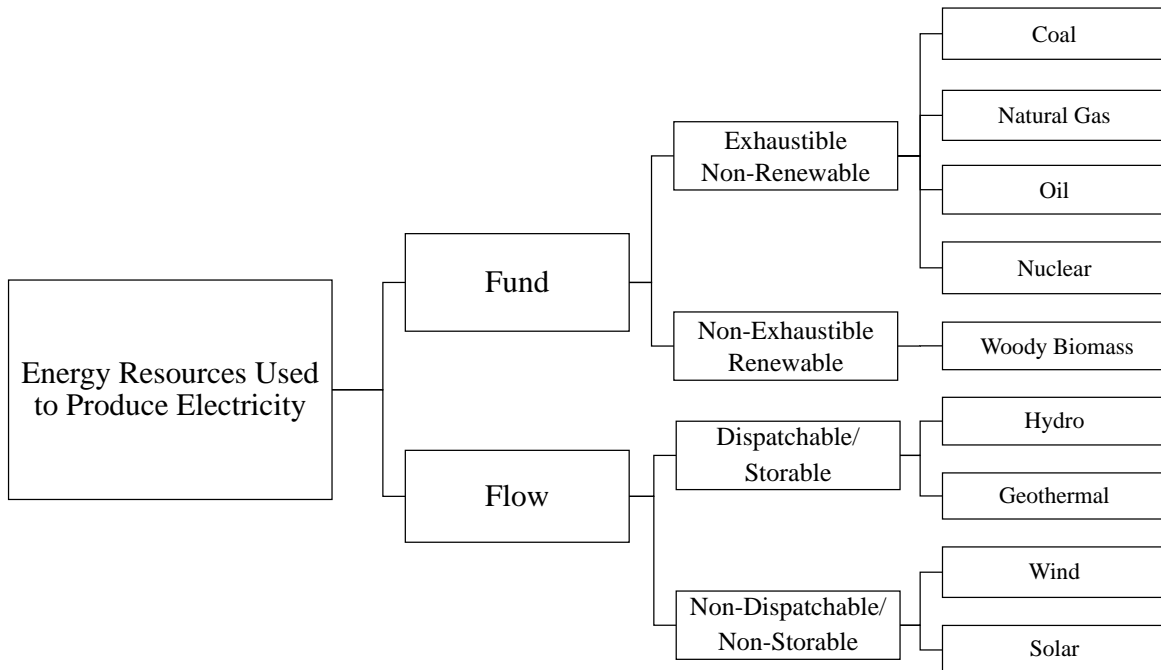 Energy Resources Used
to Produce Electricity
Fund
Flow
Exhaustible
Non-Renewable
Non-Exhaustible
Renewable
Dispatchable/
Storable
Non-Dispatchable/
Non-Storable
Coal
Natural Gas
Oil
Nuclear
Woody Biomass
Hydro
Geothermal
Wind
Solar